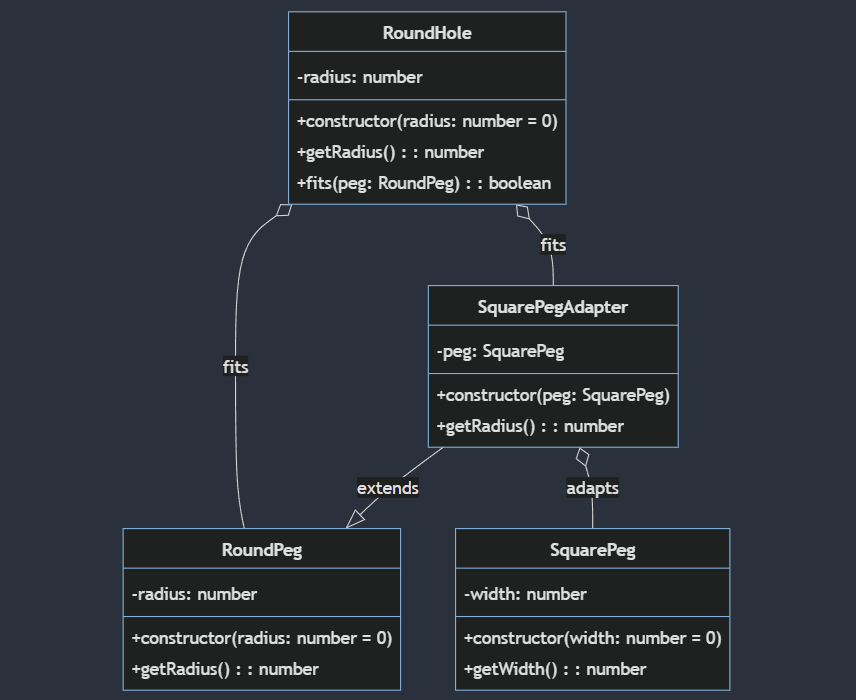 RoundHole
-radius: number
+constructor(radius: number = 0)
+getRadius() : : number
+fits(peg: RoundPeg) : : boolean
fits
SquarePegAdapter
-peg: SquarePeg
+constructor(peg: SquarePeg)
+getRadius() : : number
fits
extends
adapts
RoundPeg
-radius: number
+constructor(radius: number = 0)
+getRadius() : : number
SquarePeg
-width: number
+constructor(width: number = 0)
+getWidth() : : number